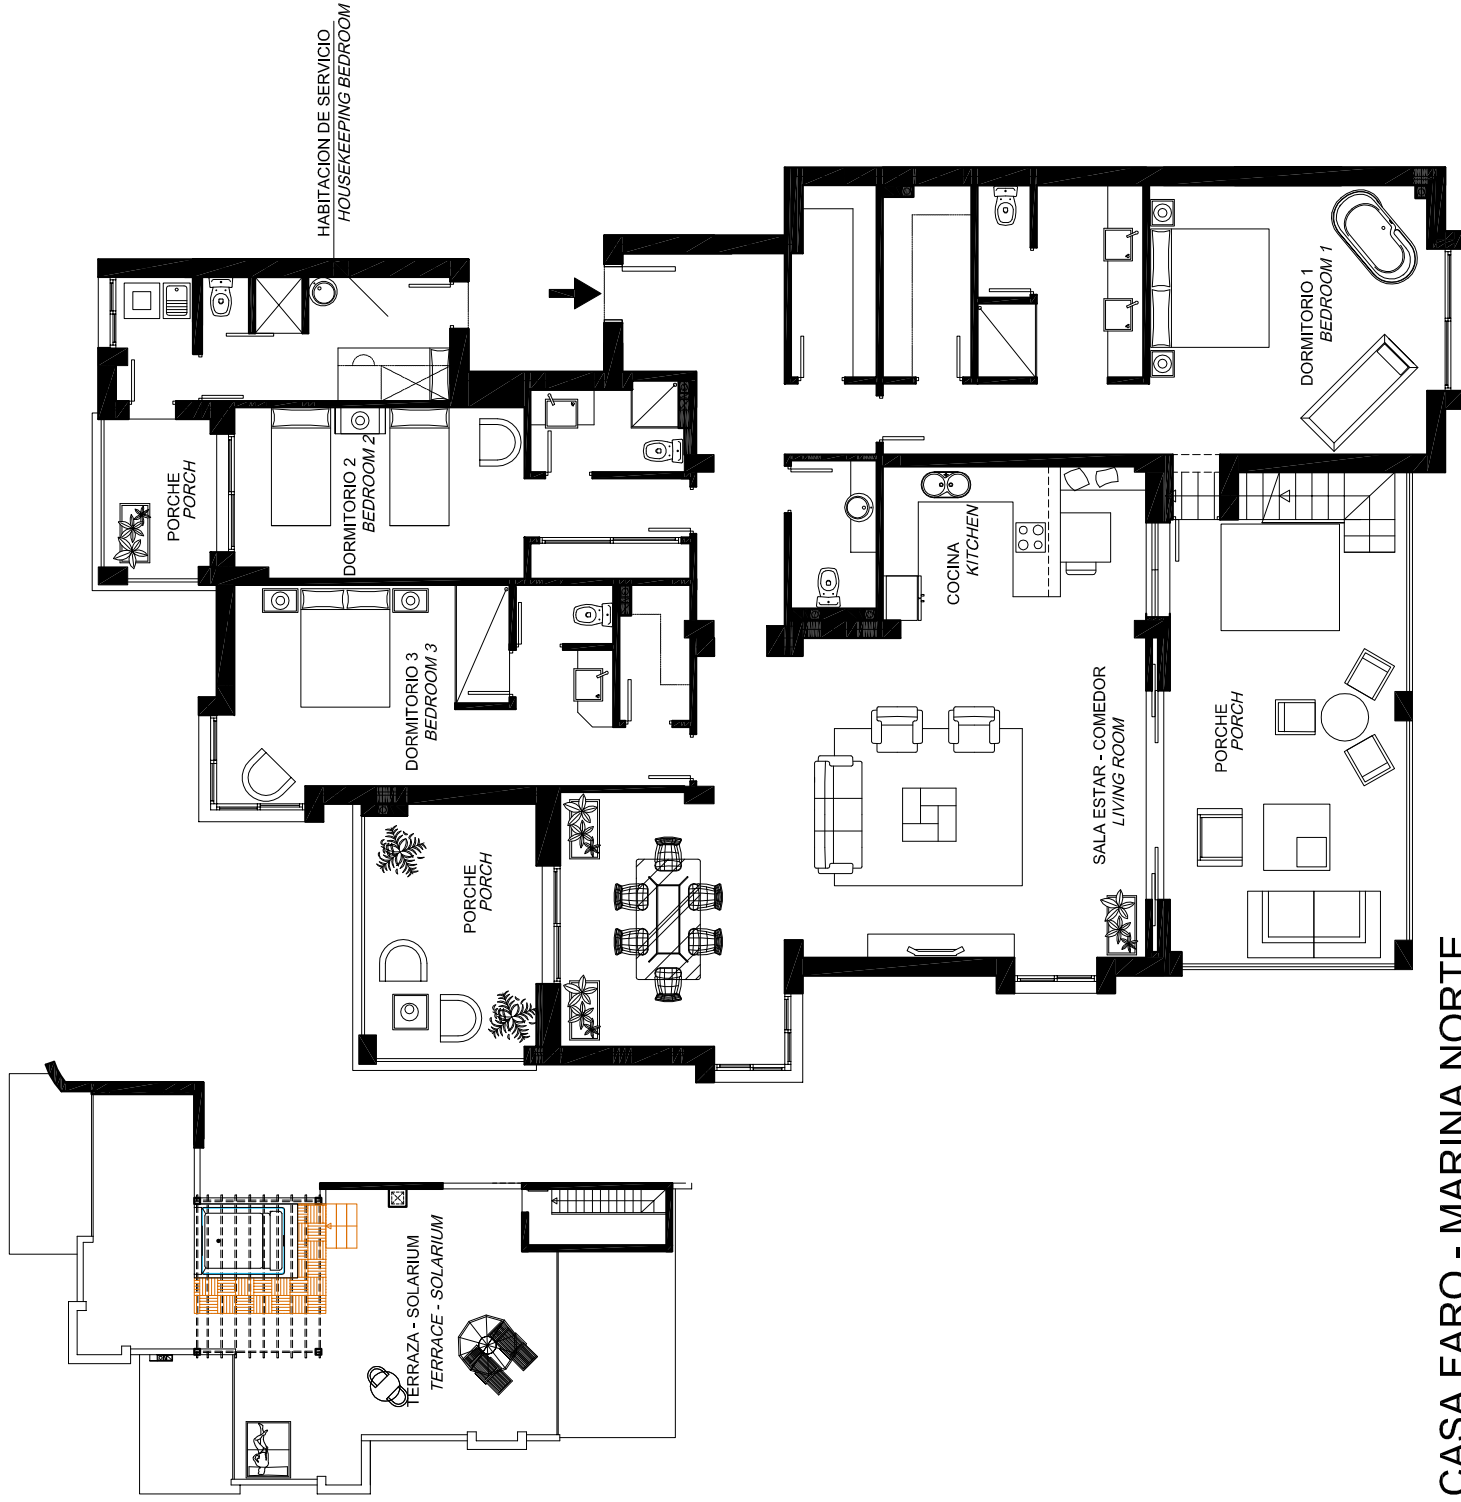 HABITACION DE SERVICIO
HOUSEKEEPING BEDROOM
PORCHE
PORCH
DORMITORIO 2
BEDROOM 2
DORMITORIO 3
BEDROOM 3
PORCHE
PORCH
COCINA
KITCHEN
DORMITORIO 1
BEDROOM 1
SALA ESTAR - COMEDOR
LIVING ROOM
PORCHE
PORCH
TERRAZA - SOLARIUM
TERRACE - SOLARIUM
CASA FARO - MARINA NORTE